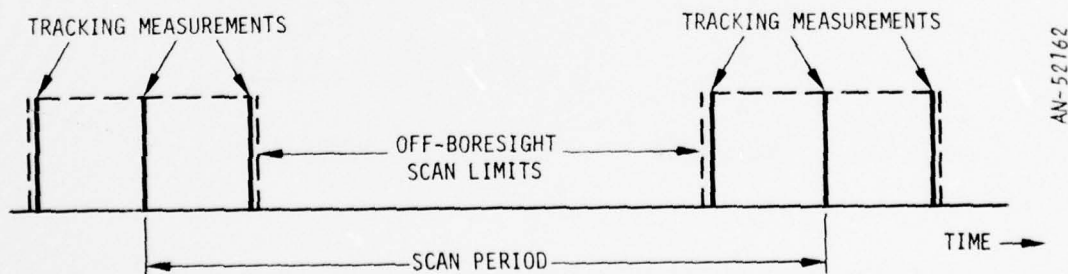 TRACKING MEASUREMENTS
TRACKING MEASUREMENTS
AN-52162
OFF-BORESIGHT
SCAN LIMITS
TIME
SCAN PERIOD